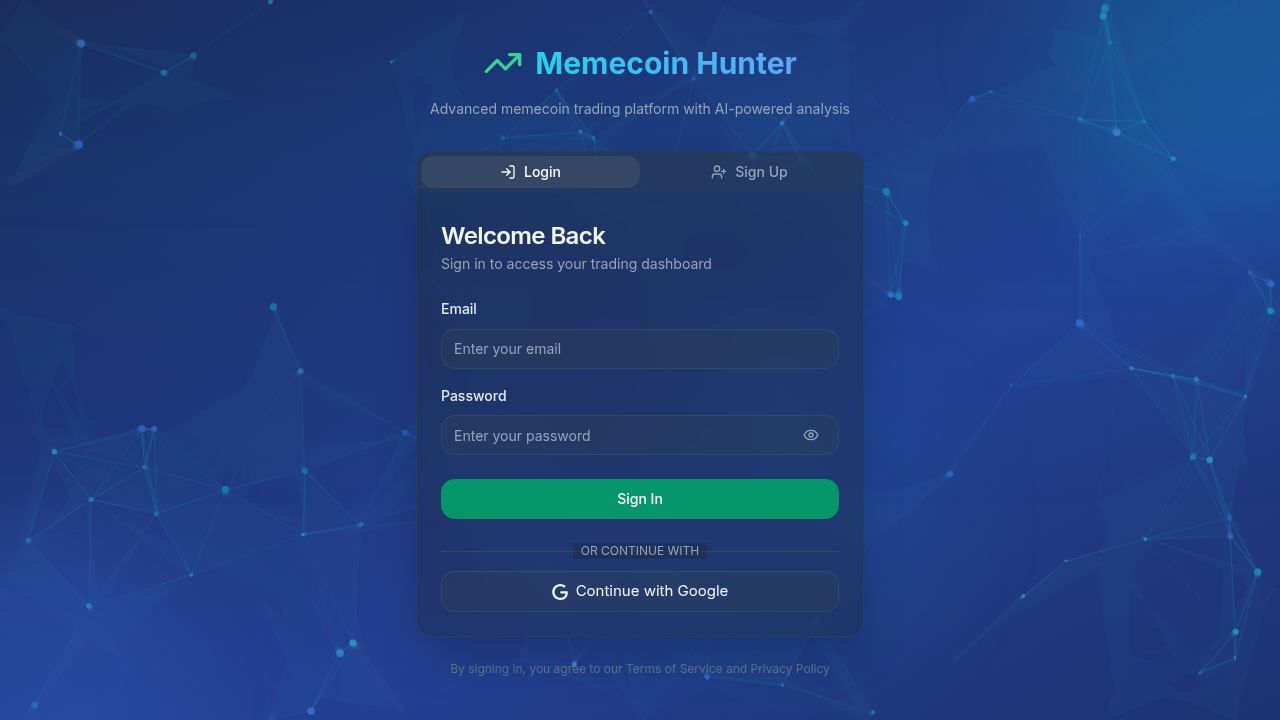 Memecoin Hunter
Advanced memecoin trading platform with AI-powered analysis
Login
Sign Up
Welcome Back
Sign in to access your trading dashboard
Email
Enter your email
Password
Enter your password
Sign In
OR CONTINUE WITH
Continue with Google
By signing in, you agree to our Terms of Service and Privacy Policy